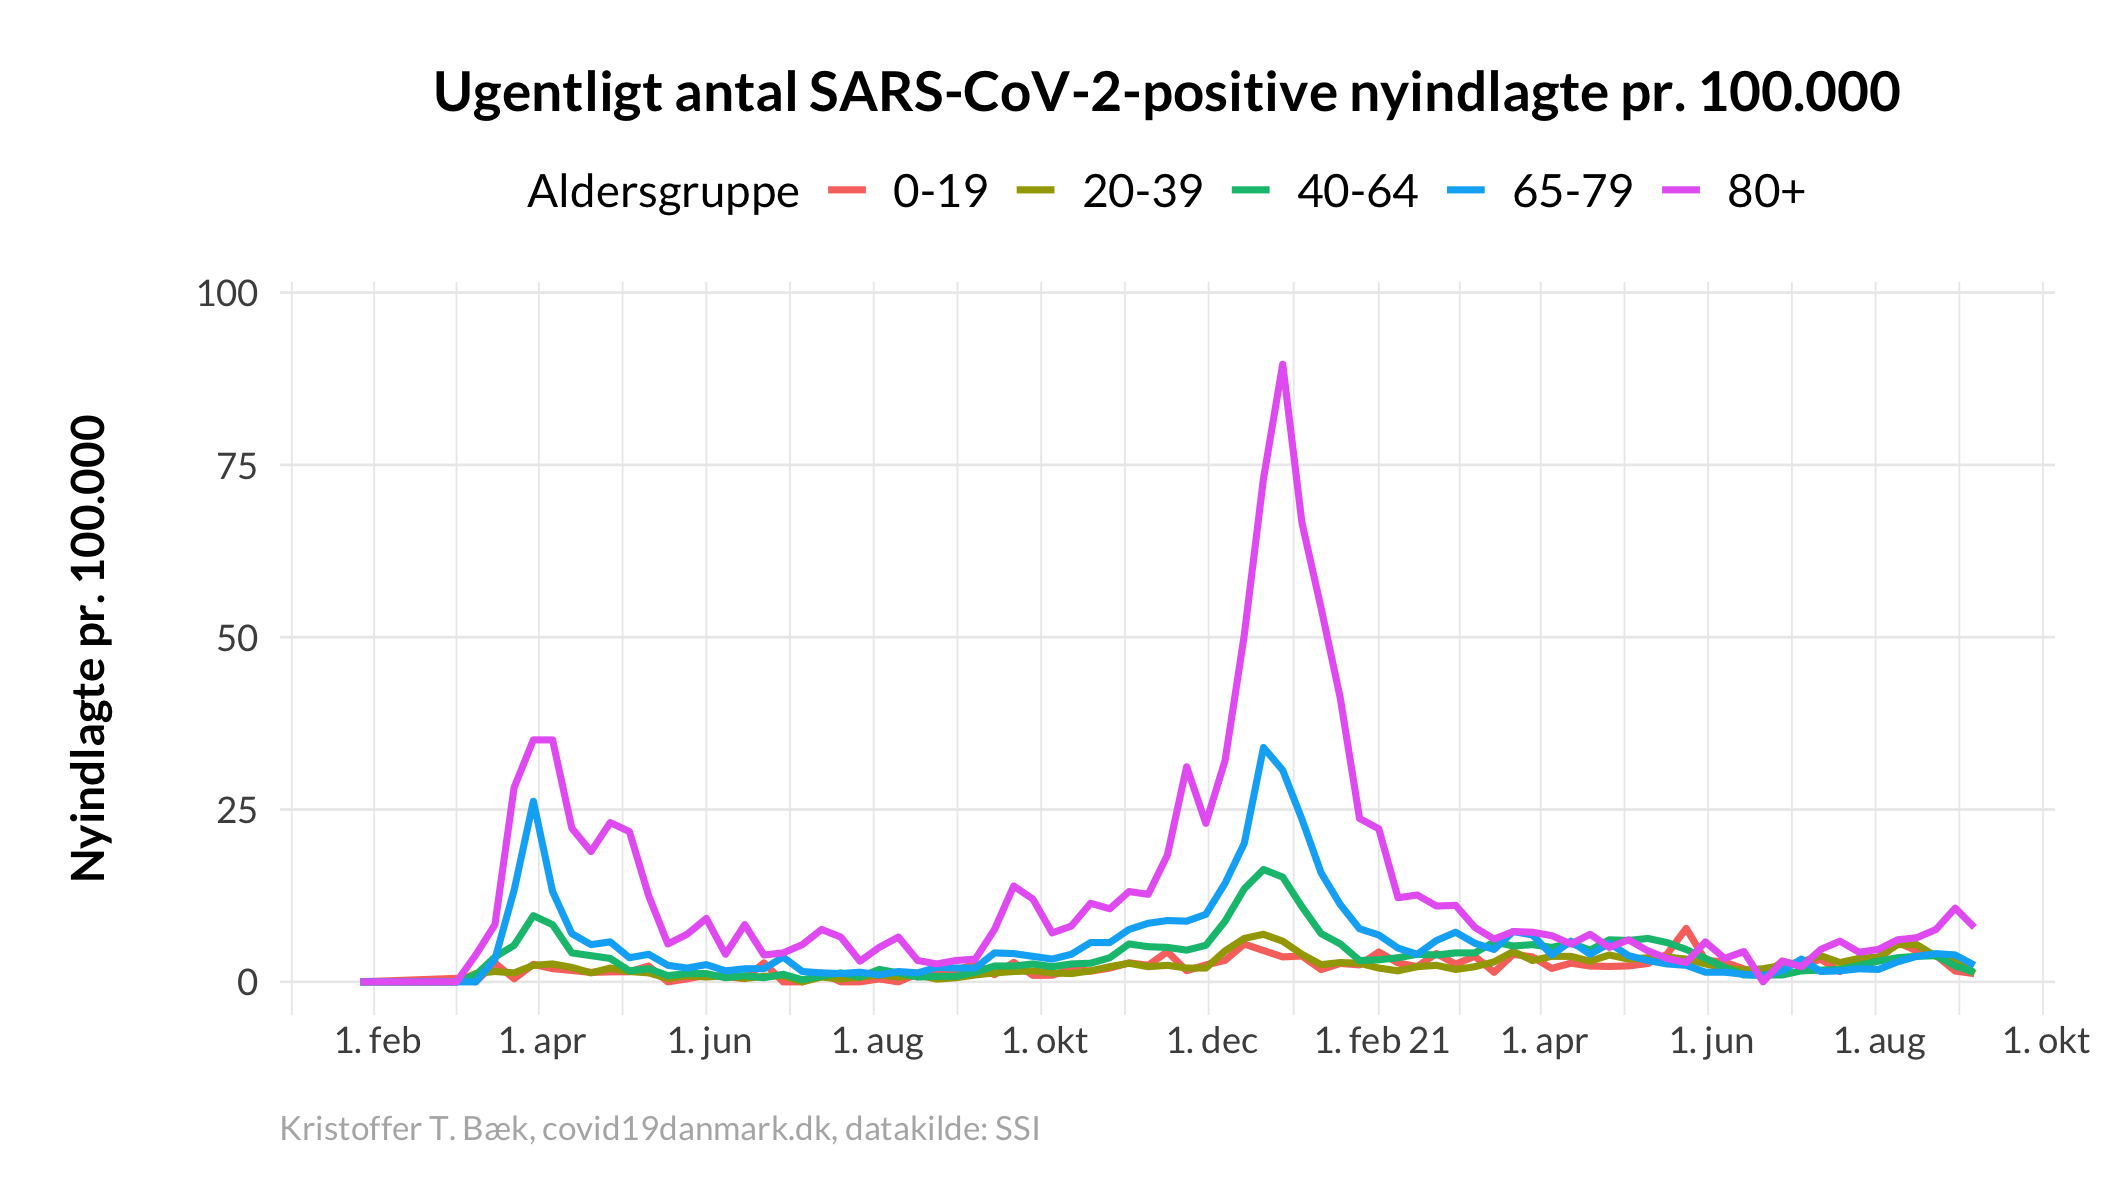 Ugentligt antal SARS-CoV-2-positive nyindlagte pr. 100.000
Aldersgruppe 0-19 20-39 40-64 65-79 80+
Nyindlagte pr. 100.000
100
75
50
25
0
1. feb 1. apr 1. jun 1. aug 1. okt 1. dec 1. feb 21 1. apr 1. jun 1. aug 1. okt
Kristoffer T. Bæk, covid19danmark.dk, datakilde: SSI